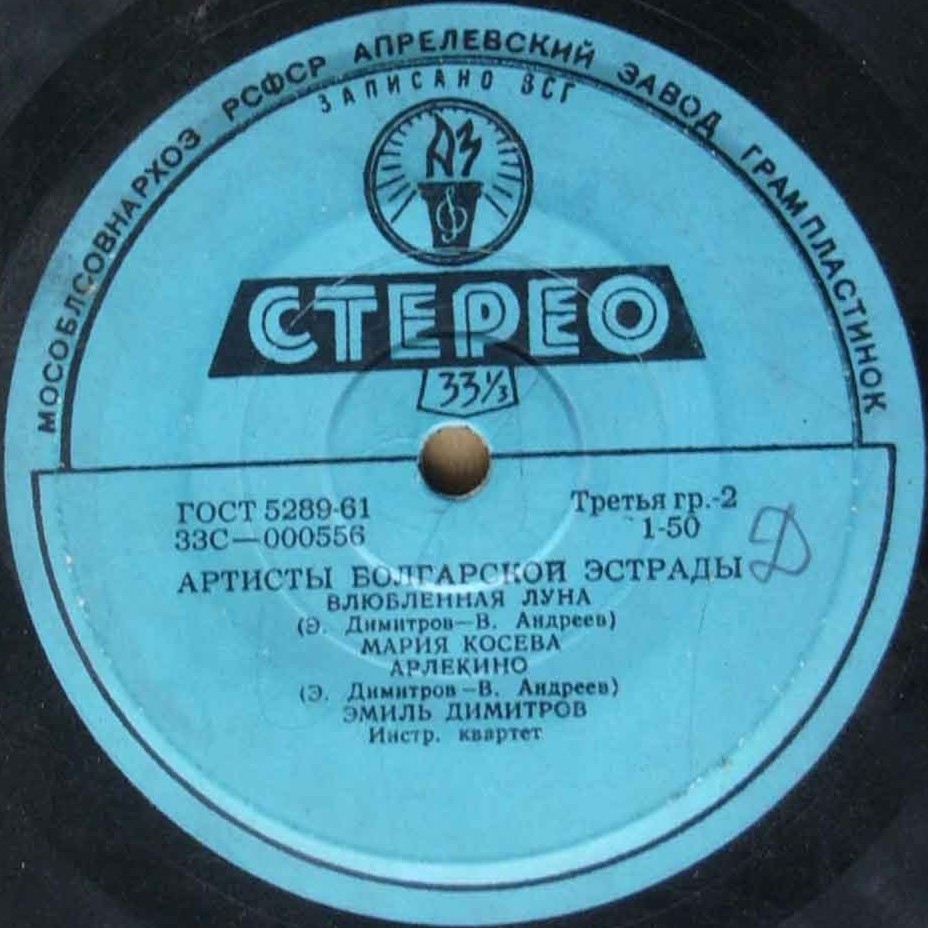 МОСОБЛСОВНАРХОЗ РСФСР АПРЕЛЕВСКИЙ ЗАВОД ГРАМПЛАСТИНОК
ЗАПИСАНО ВСГ
АЗ
СТЕРЕО
33⅓
ГОСТ 5289-61
Третья гр.-2
33С—000556
1-50
Д
АРТИСТЫ БОЛГАРСКОЙ ЭСТРАДЫ
ВЛЮБЛЕННАЯ ЛУНА
(Э. Димитров—В. Андреев)
МАРИЯ КОСЕВА
АРЛЕКИНО
(Э. Димитров—В. Андреев)
ЭМИЛЬ ДИМИТРОВ
Инстр. квартет